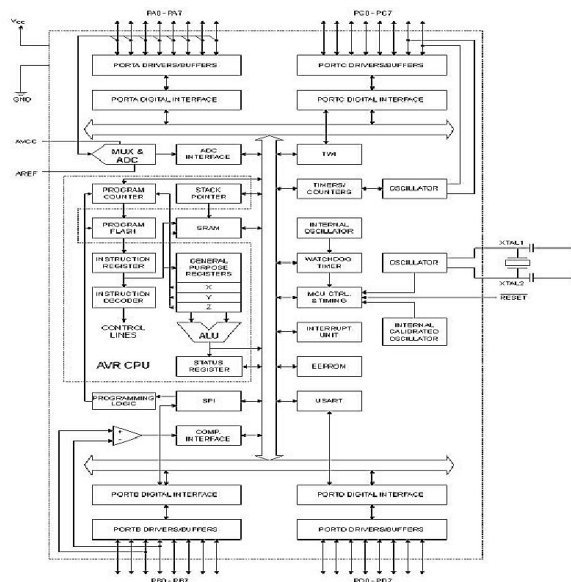 PA0 - PA7
PC0 - PC7
VCC
PORTA DRIVERS/BUFFERS
PORTC DRIVERS/BUFFERS
GND
PORTA DIGITAL INTERFACE
PORTC DIGITAL INTERFACE
AVCC
MUX &
ADC
ADC
INTERFACE
TWI
AREF
PROGRAM
COUNTER
STACK
POINTER
TIMERS/
COUNTERS
OSCILLATOR
PROGRAM
FLASH
SRAM
INTERNAL
OSCILLATOR
XTAL1
INSTRUCTION
REGISTER
GENERAL
PURPOSE
REGISTERS
WATCHDOG
TIMER
OSCILLATOR
X
XTAL2
INSTRUCTION
DECODER
Y
MCU CTRL.
& TIMING
RESET
Z
CONTROL
LINES
ALU
INTERRUPT
UNIT
INTERNAL
CALIBRATED
OSCILLATOR
AVR CPU
STATUS
REGISTER
EEPROM
PROGRAMMING
LOGIC
SPI
USART
+
-
COMP.
INTERFACE
PORTB DIGITAL INTERFACE
PORTD DIGITAL INTERFACE
PORTB DRIVERS/BUFFERS
PORTD DRIVERS/BUFFERS
PB0 - PB7
PD0 - PD7